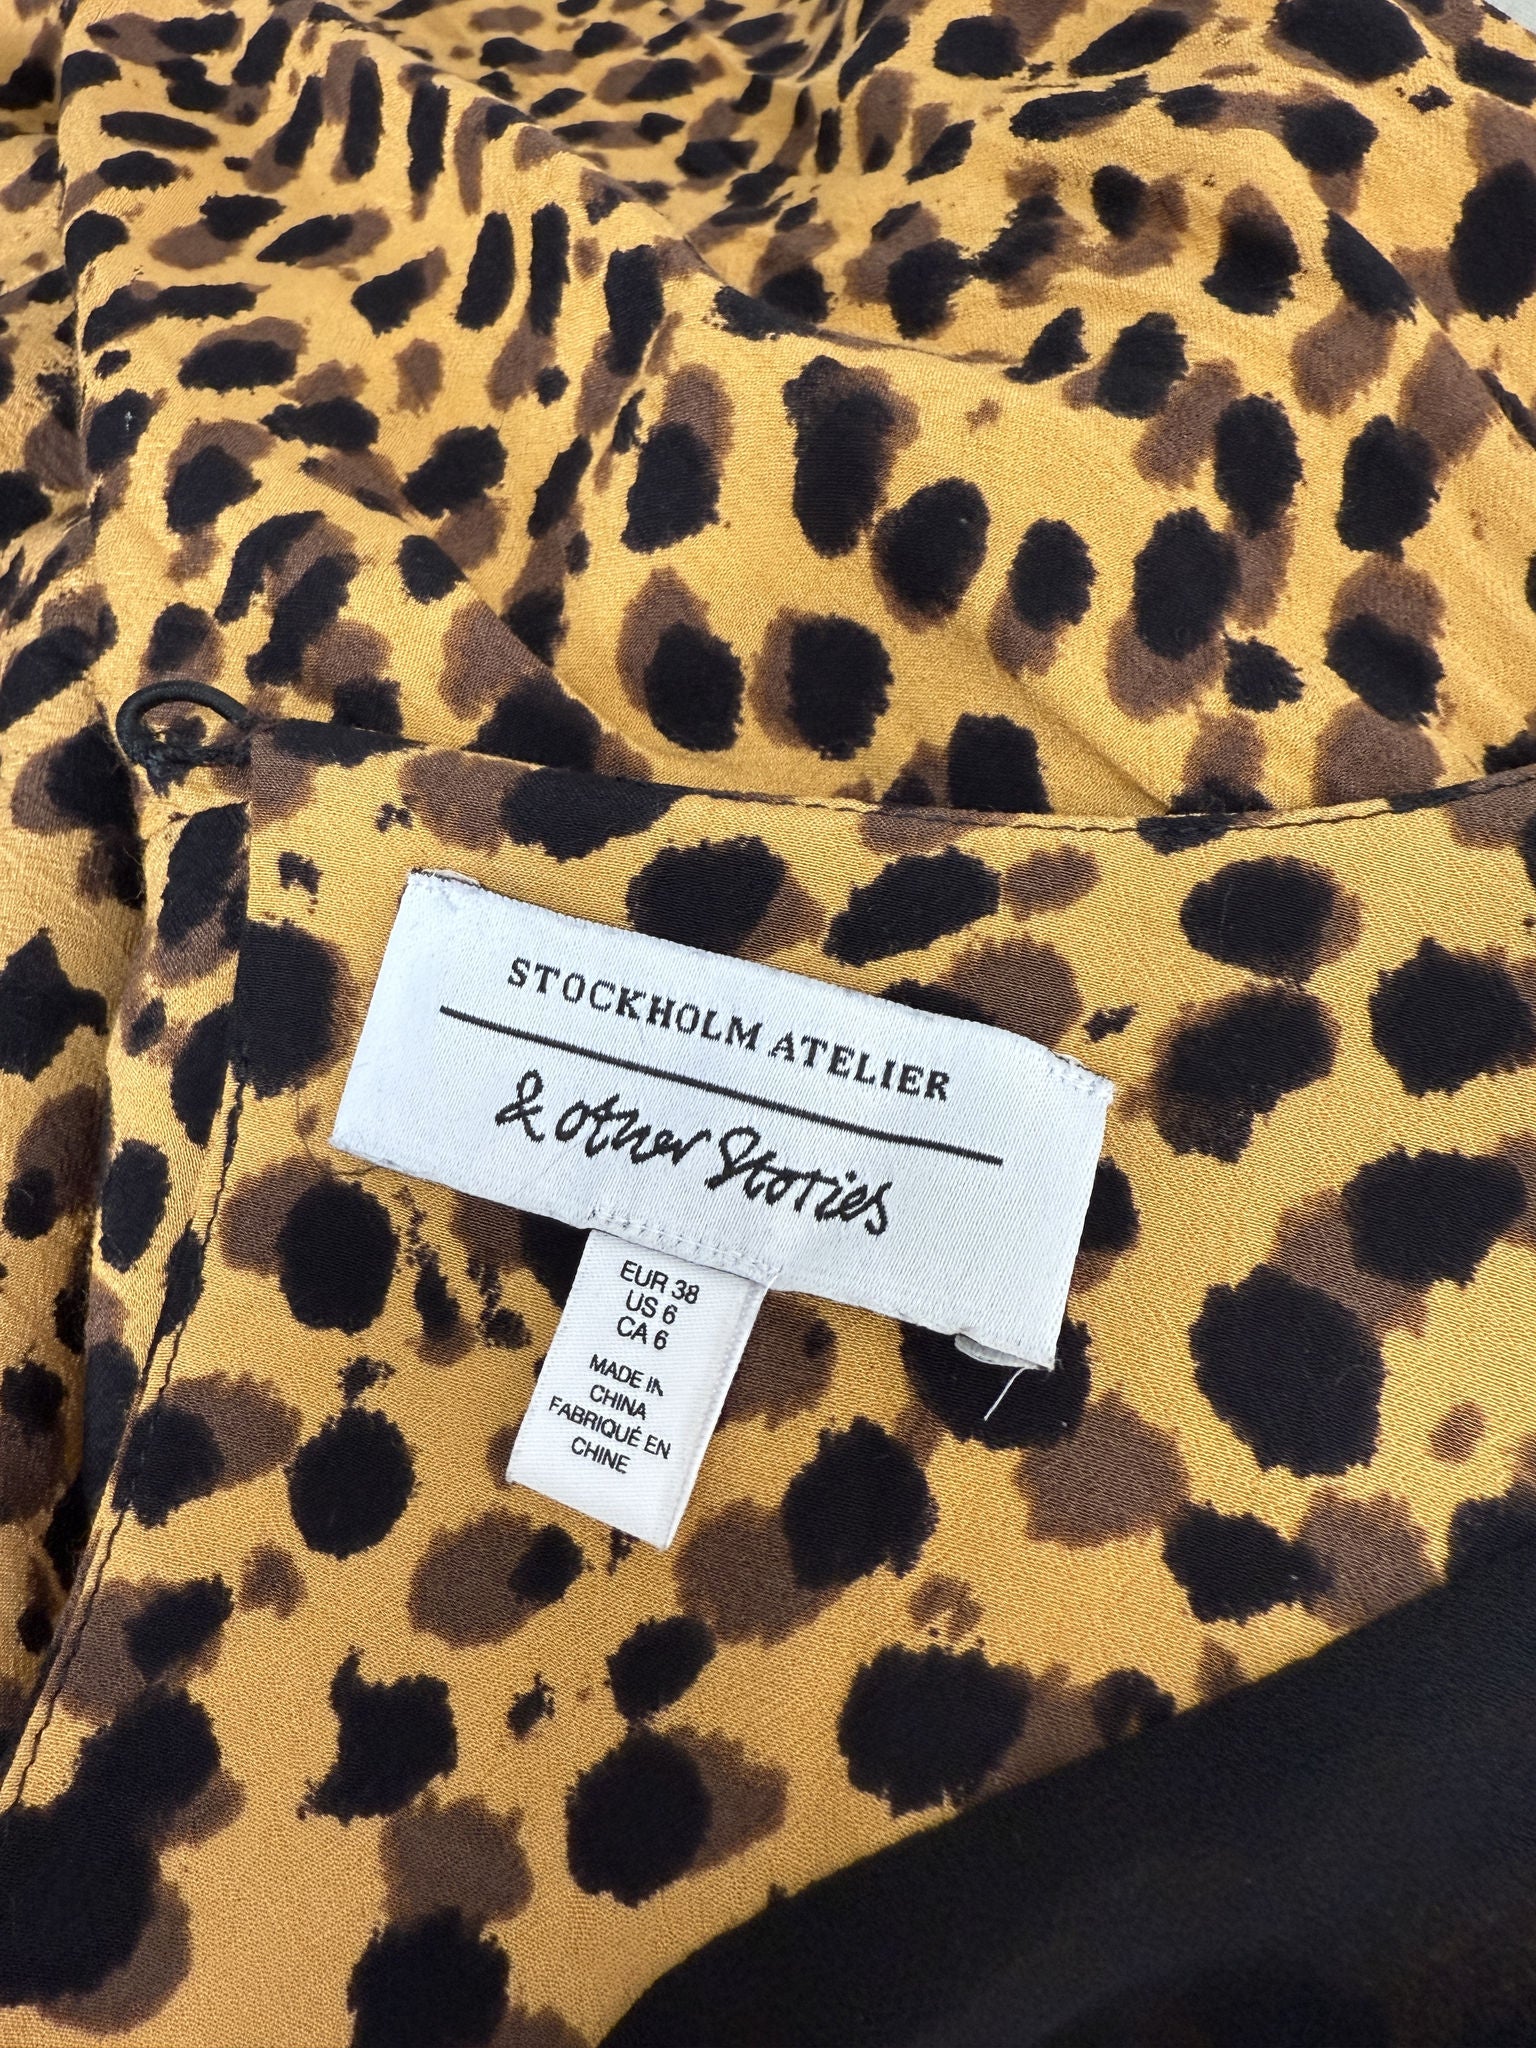 STOCKHOLM ATELIER
& other Stories
EUR 38
US 6
CA 6
MADE IN
CHINA
FABRIQUÉ EN
CHINE